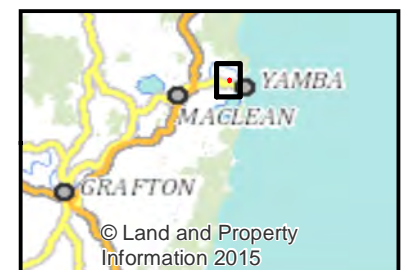 YAMBA
MACLEAN
GRAFTON
© Land and Property
Information 2015